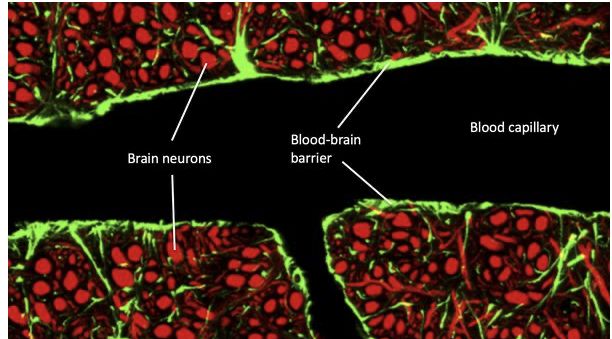 Blood capillary
Blood-brain
barrier
Brain neurons